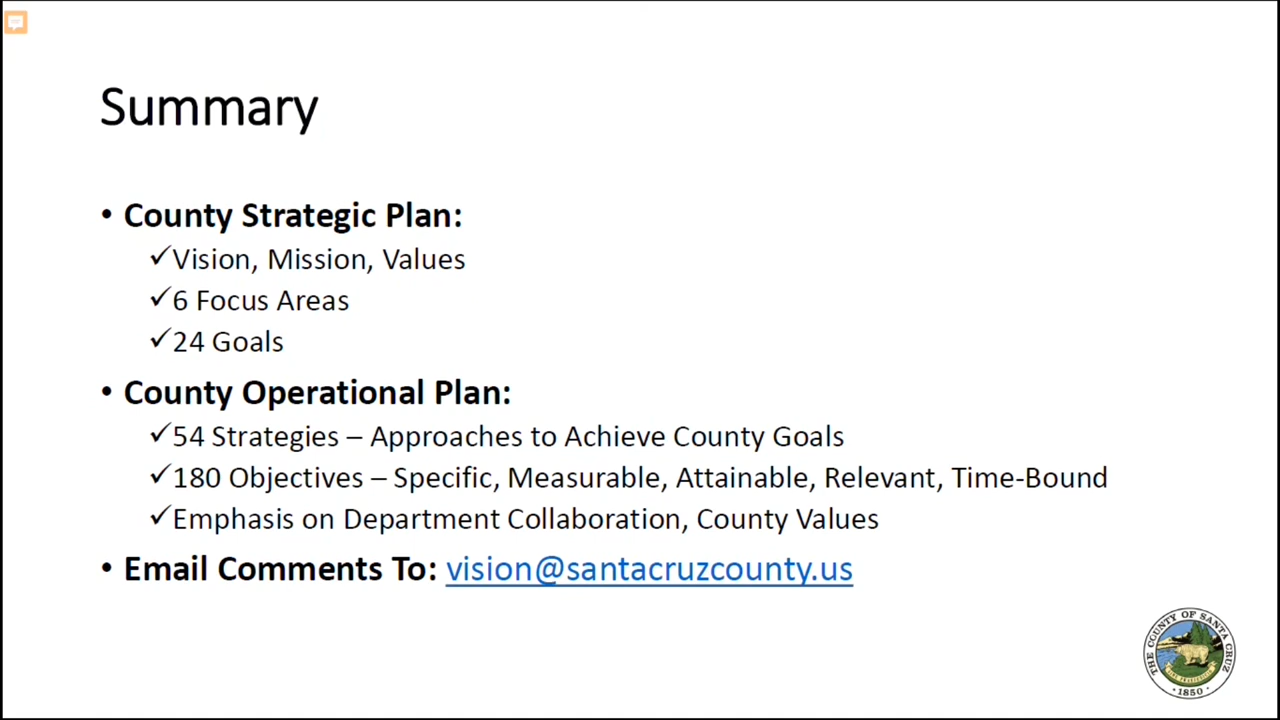 Summary
• County Strategic Plan:
✓Vision, Mission, Values
✓6 Focus Areas
✓24 Goals
• County Operational Plan:
✓54 Strategies – Approaches to Achieve County Goals
✓180 Objectives – Specific, Measurable, Attainable, Relevant, Time-Bound
✓Emphasis on Department Collaboration, County Values
• Email Comments To: vision@santacruzcounty.us
THE COUNTY OF SANTA CRUZ
• 1850 •